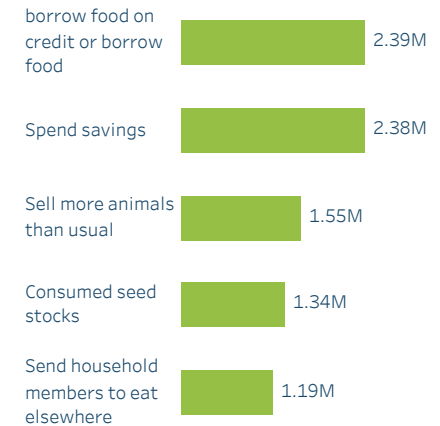 borrow food on
credit or borrow
food
2.39M
Spend savings
2.38M
Sell more animals
than usual
1.55M
Consumed seed
stocks
1.34M
Send household
members to eat
elsewhere
1.19M